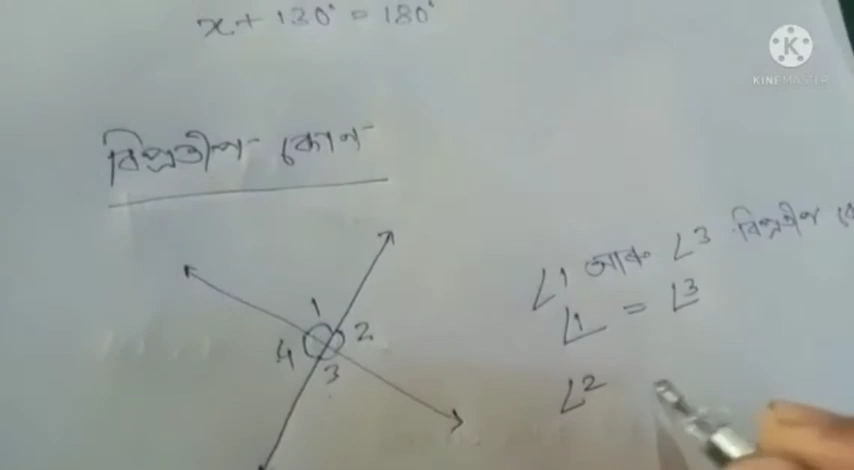 x + 130° = 180°
KINEMASTER
বিপ্ৰতীপ কোণ
∠1 আৰু ∠3 বিপ্ৰতীপ
∠1 = ∠3
∠2
1
4 2
3